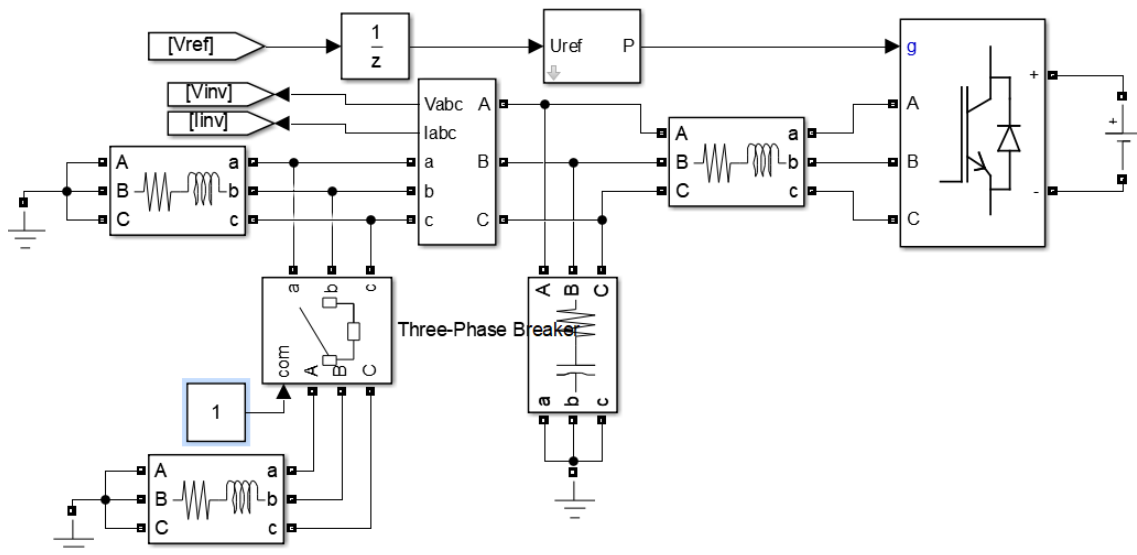 [Vref]
1
z
Uref P
g
[Vinv]
[Iinv]
Vabc A
Iabc
a B
b
c C
A a
B b
C c
A a
B b
C c
A
B
C
+
-
+
a b c
com A B C
Three-Phase Breaker
A B C
a b c
1
A a
B b
C c